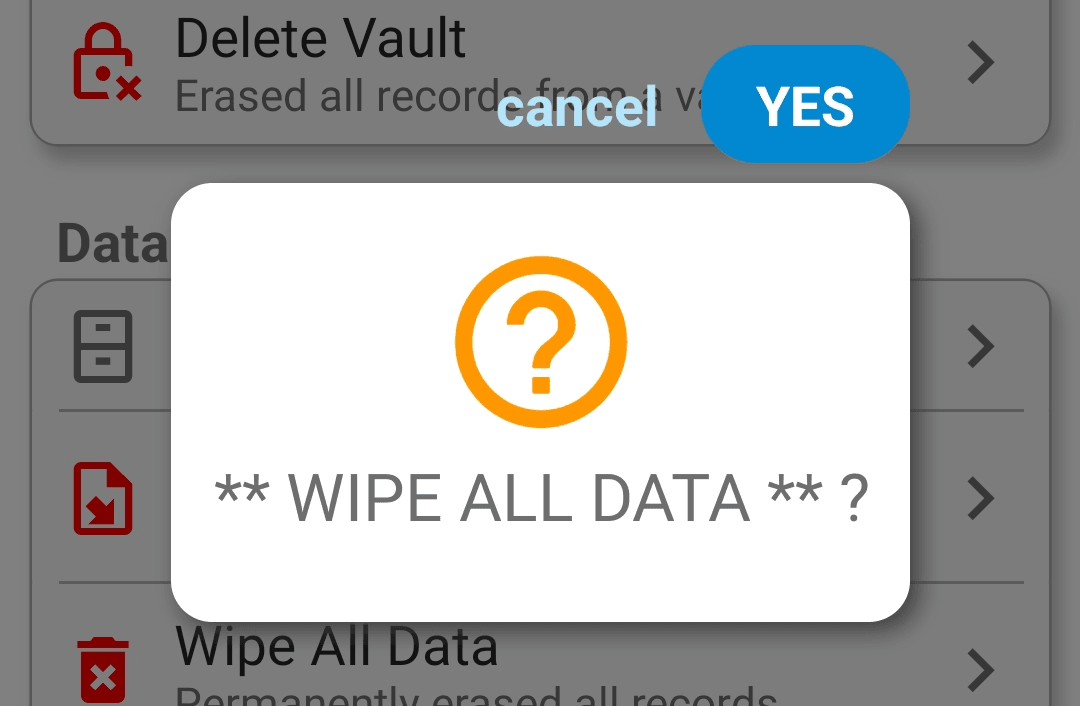 Delete Vault
Erased all records from a va
cancel
YES
Data
?
** WIPE ALL DATA ** ?
Wipe All Data
Permanently erased all records